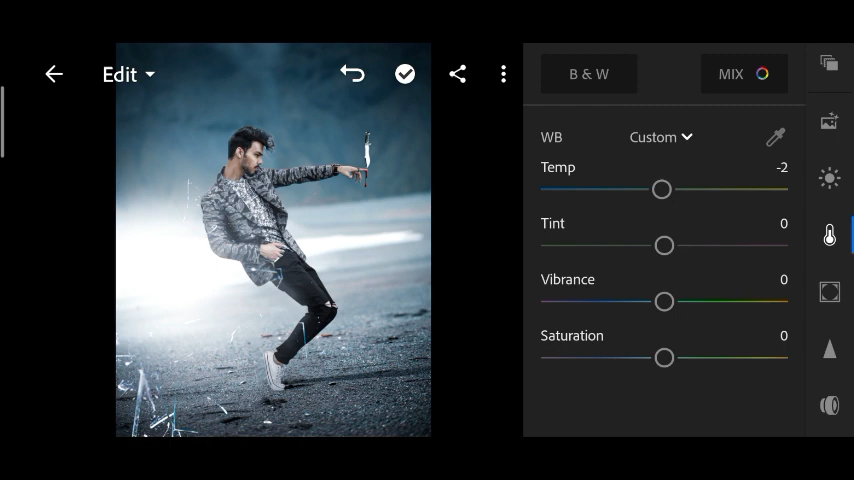 Edit
B & W
MIX
WB
Custom
Temp
-2
Tint
0
Vibrance
0
Saturation
0